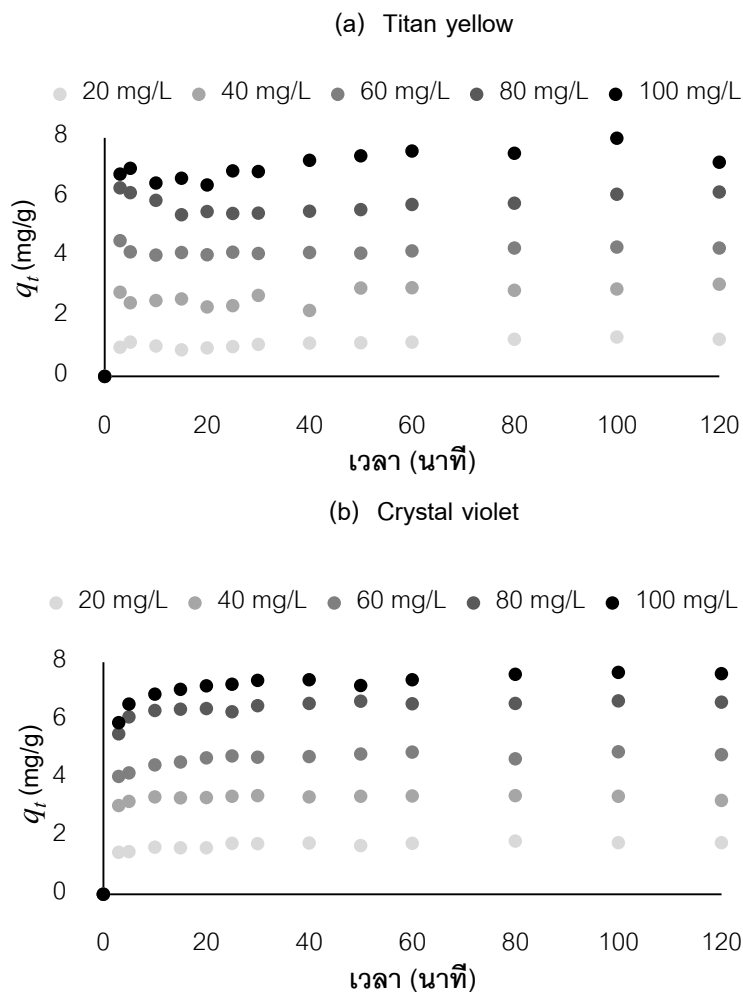 (a) Titan yellow
20 mg/L 40 mg/L 60 mg/L 80 mg/L 100 mg/L
8
6
4
2
0
qt (mg/g)
0 20 40 60 80 100 120
เวลา (นาที)
(b) Crystal violet
20 mg/L 40 mg/L 60 mg/L 80 mg/L 100 mg/L
8
6
4
2
0
qt (mg/g)
0 20 40 60 80 100 120
เวลา (นาที)